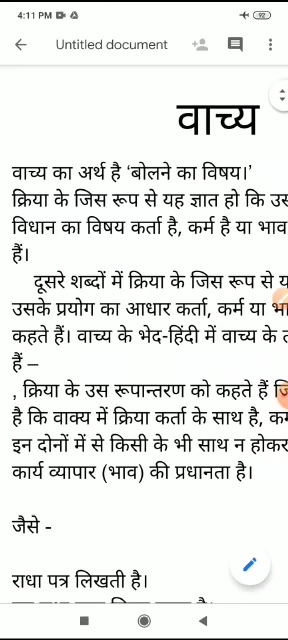 4:11 PM
92
Untitled document
वाच्य
वाच्य का अर्थ है ‘बोलने का विषय।’
क्रिया के जिस रूप से यह ज्ञात हो कि
विधान का विषय कर्ता है, कर्म है या भाव
हैं।
दूसरे शब्दों में क्रिया के जिस रूप से
उसके प्रयोग का आधार कर्ता, कर्म या
कहते हैं। वाच्य के भेद-हिंदी में वाच्य के
हैं –
, क्रिया के उस रूपान्तरण को कहते हैं
है कि वाक्य में क्रिया कर्ता के साथ है,
इन दोनों में से किसी के भी साथ न होकर
कार्य व्यापार (भाव) की प्रधानता है।
जैसे -
राधा पत्र लिखती है।